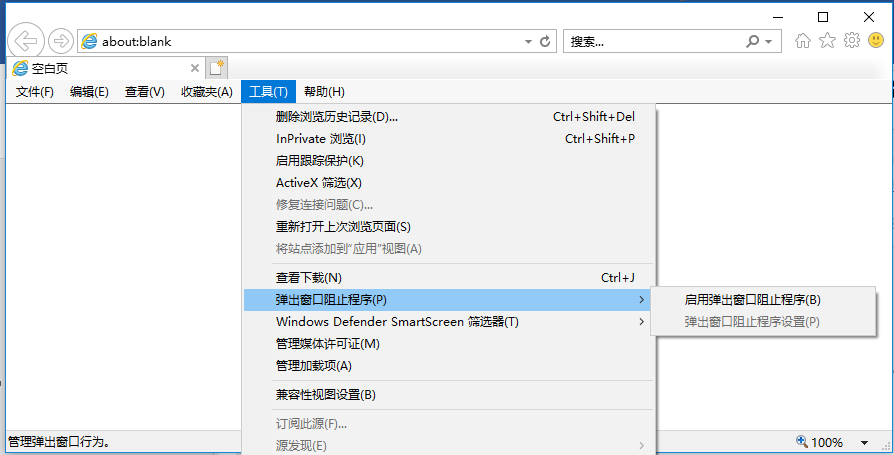 about:blank
搜索...
空白页
文件(F) 编辑(E) 查看(V) 收藏夹(A) 工具(T) 帮助(H)
删除浏览历史记录(D)... Ctrl+Shift+Del
InPrivate 浏览(I) Ctrl+Shift+P
启用跟踪保护(K)
ActiveX 筛选(X)
修复连接问题(C)...
重新打开上次浏览页面(S)
将站点添加到“应用”视图(A)
查看下载(N) Ctrl+J
弹出窗口阻止程序(P)
启用弹出窗口阻止程序(B)
Windows Defender SmartScreen 筛选器(T)
弹出窗口阻止程序设置(P)
管理媒体许可证(M)
管理加载项(A)
兼容性视图设置(B)
订阅此源(F)...
管理弹出窗口行为。
源发现(E)
100%